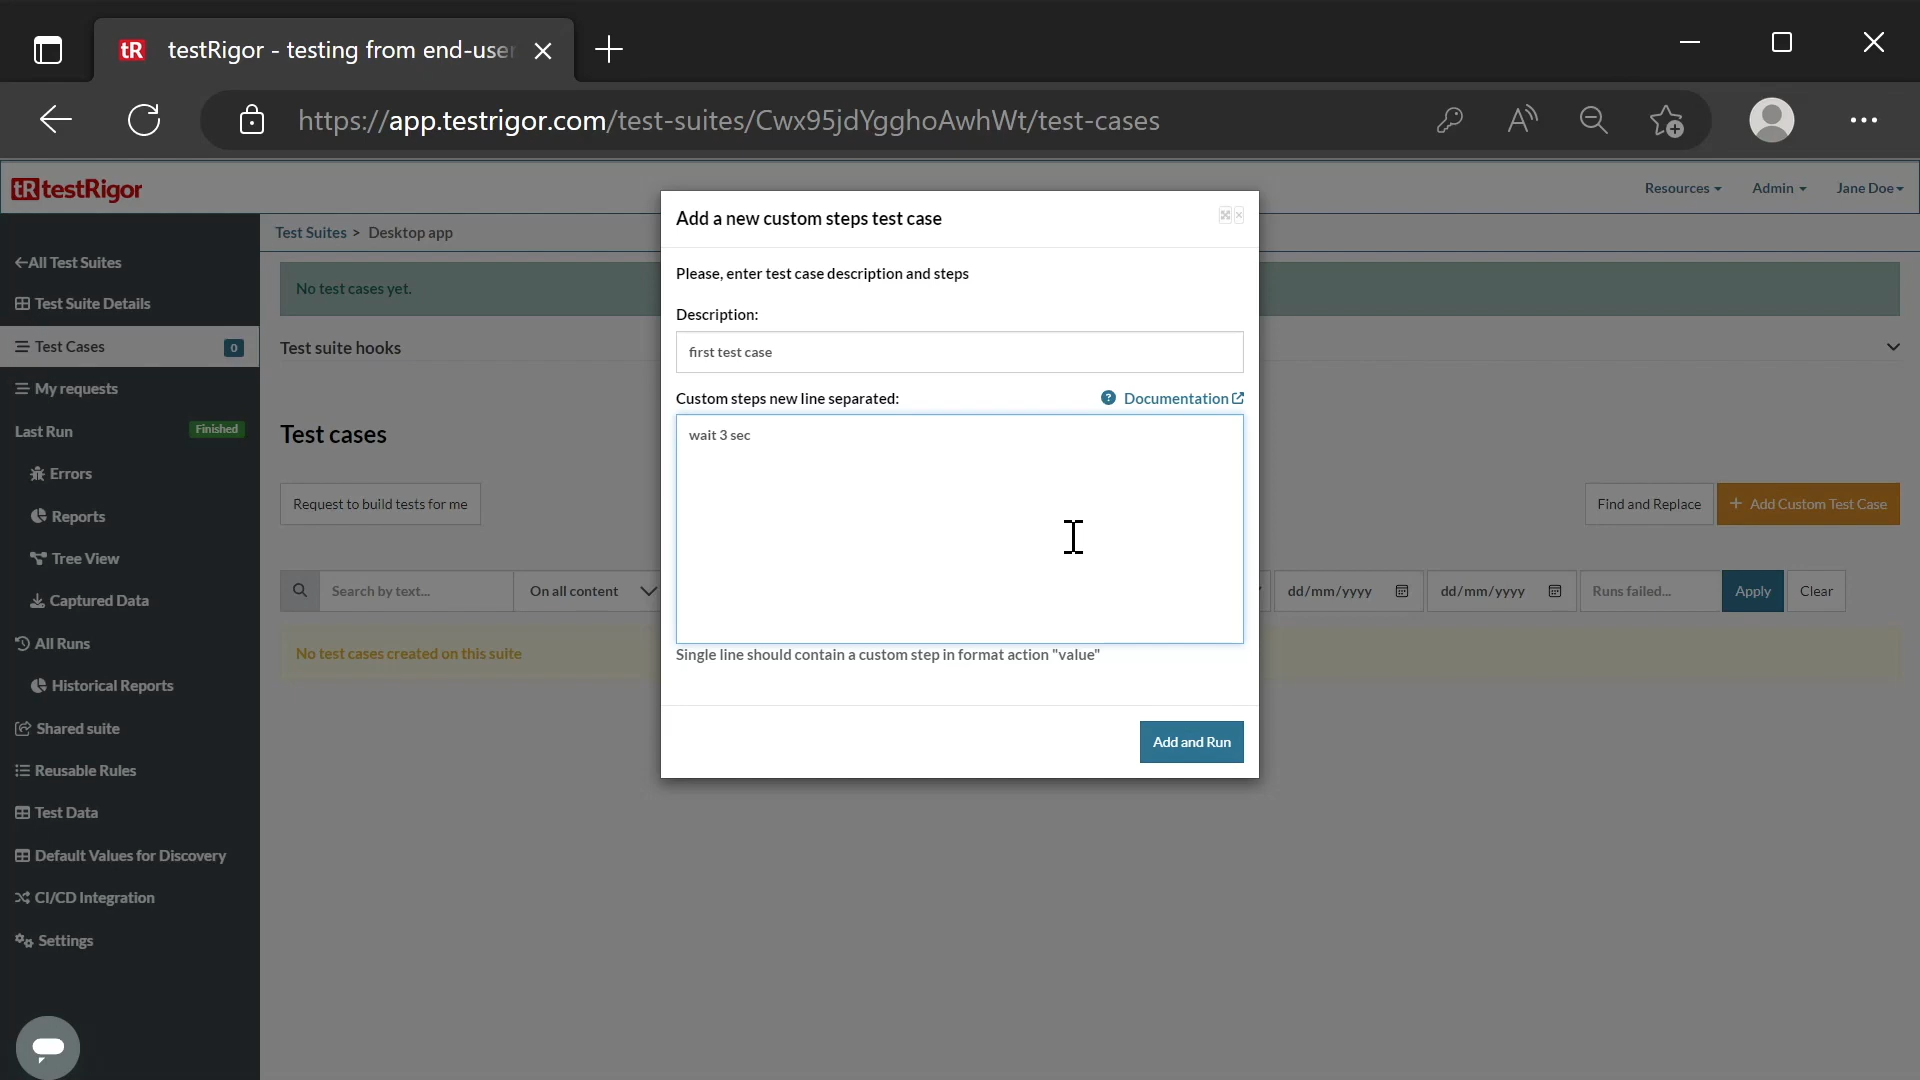 tR testRigor - testing from end-user
https://app.testrigor.com/test-suites/Cwx95jdYgghoAwhWt/test-cases
tR testRigor
Resources
Admin
Jane Doe
Test Suites > Desktop app
←All Test Suites
Test Suite Details
Test Cases 0
My requests
Last Run Finished
Errors
Reports
Tree View
Captured Data
All Runs
Historical Reports
Shared suite
Reusable Rules
Test Data
Default Values for Discovery
CI/CD Integration
Settings
No test cases yet.
Test suite hooks
Test cases
Request to build tests for me
Find and Replace
+ Add Custom Test Case
Search by text...
On all content
dd/mm/yyyy
dd/mm/yyyy
Runs failed...
Apply
Clear
No test cases created on this suite
Add a new custom steps test case
Please, enter test case description and steps
Description:
first test case
Custom steps new line separated:
? Documentation
wait 3 sec
Single line should contain a custom step in format action "value"
Add and Run